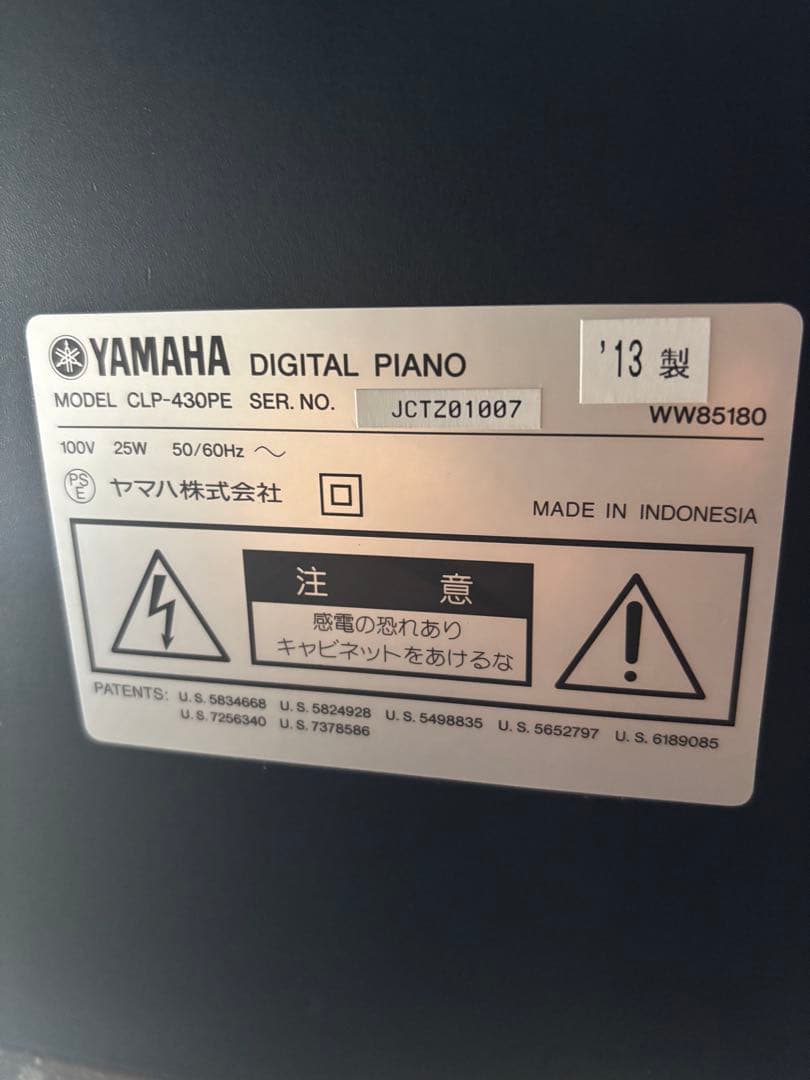 YAMAHA DIGITAL PIANO
'13 製
MODEL CLP-430PE SER. NO. JCTZ01007
WW85180
100V 25W 50/60Hz ～
PSE ヤマハ株式会社
MADE IN INDONESIA
注意
感電の恐れあり
キャビネットをあけるな
PATENTS: U.S.5834668 U.S.5824928 U.S.5498835 U.S.5652797 U.S.6189085
U.S.7256340 U.S.7378586